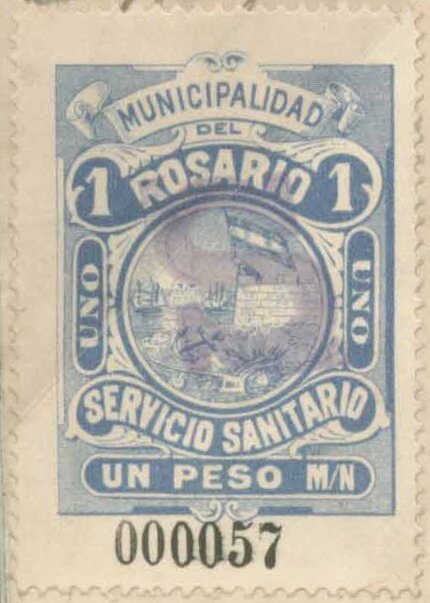 MUNICIPALIDAD
DEL
ROSARIO
1 1
UNO UNO
SERVICIO SANITARIO
UN PESO M/N
000057